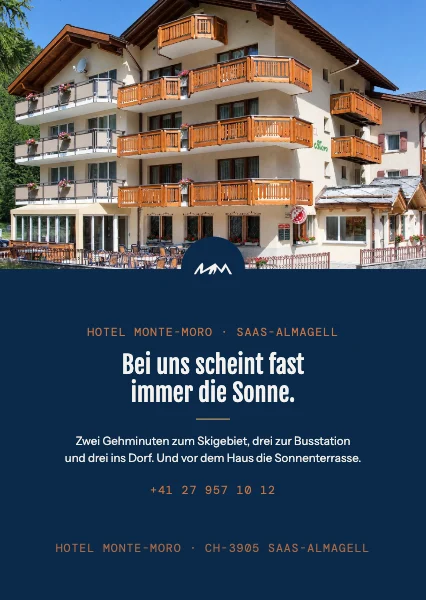 HOTEL MONTE-MORO · SAAS-ALMAGELL
Bei uns scheint fast
immer die Sonne.
Zwei Gehminuten zum Skigebiet, drei zur Busstation
und drei ins Dorf. Und vor dem Haus die Sonnenterrasse.
+41 27 957 10 12
HOTEL MONTE-MORO · CH-3905 SAAS-ALMAGELL